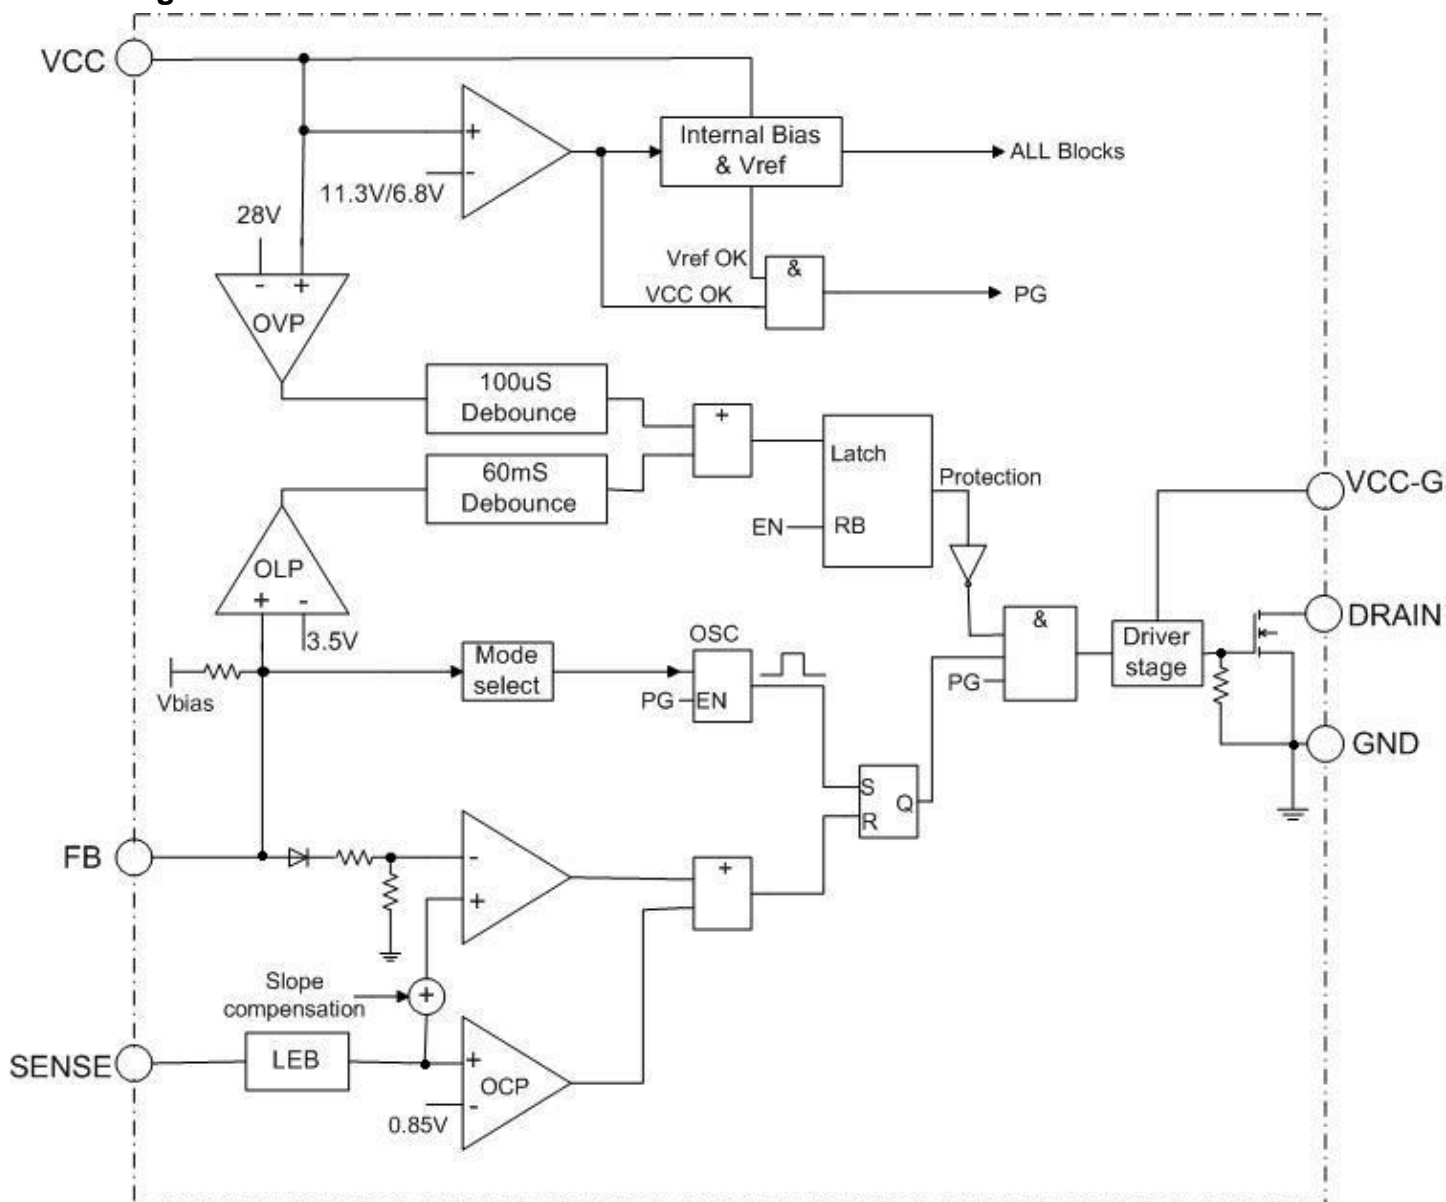 VCC
+
-
11.3V/6.8V
Internal Bias
& Vref
ALL Blocks
28V
- +
OVP
Vref OK
VCC OK
&
PG
100uS
Debounce
60mS
Debounce
+
Latch
EN
RB
Protection
VCC-G
OLP
+ -
3.5V
Vbias
Mode
select
OSC
PG
EN
&
PG
Driver
stage
DRAIN
GND
S
R
Q
FB
-
+
+
Slope
compensation
+
SENSE
LEB
+
OCP
-
0.85V